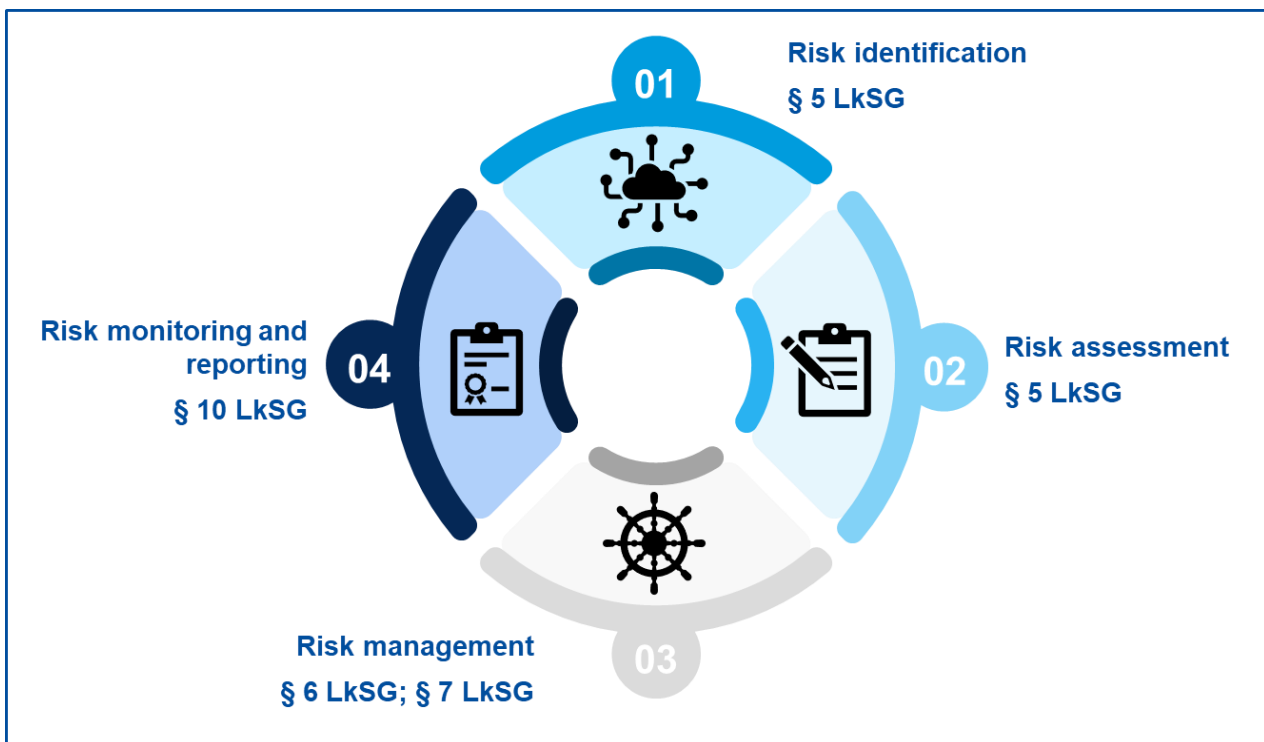 01
Risk identification
§ 5 LkSG
02
Risk assessment
§ 5 LkSG
03
Risk management
§ 6 LkSG; § 7 LkSG
04
Risk monitoring and
reporting
§ 10 LkSG